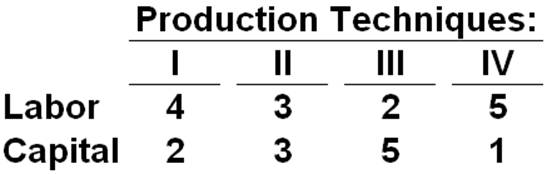 Production Techniques:
I II III IV
Labor 4 3 2 5
Capital 2 3 5 1